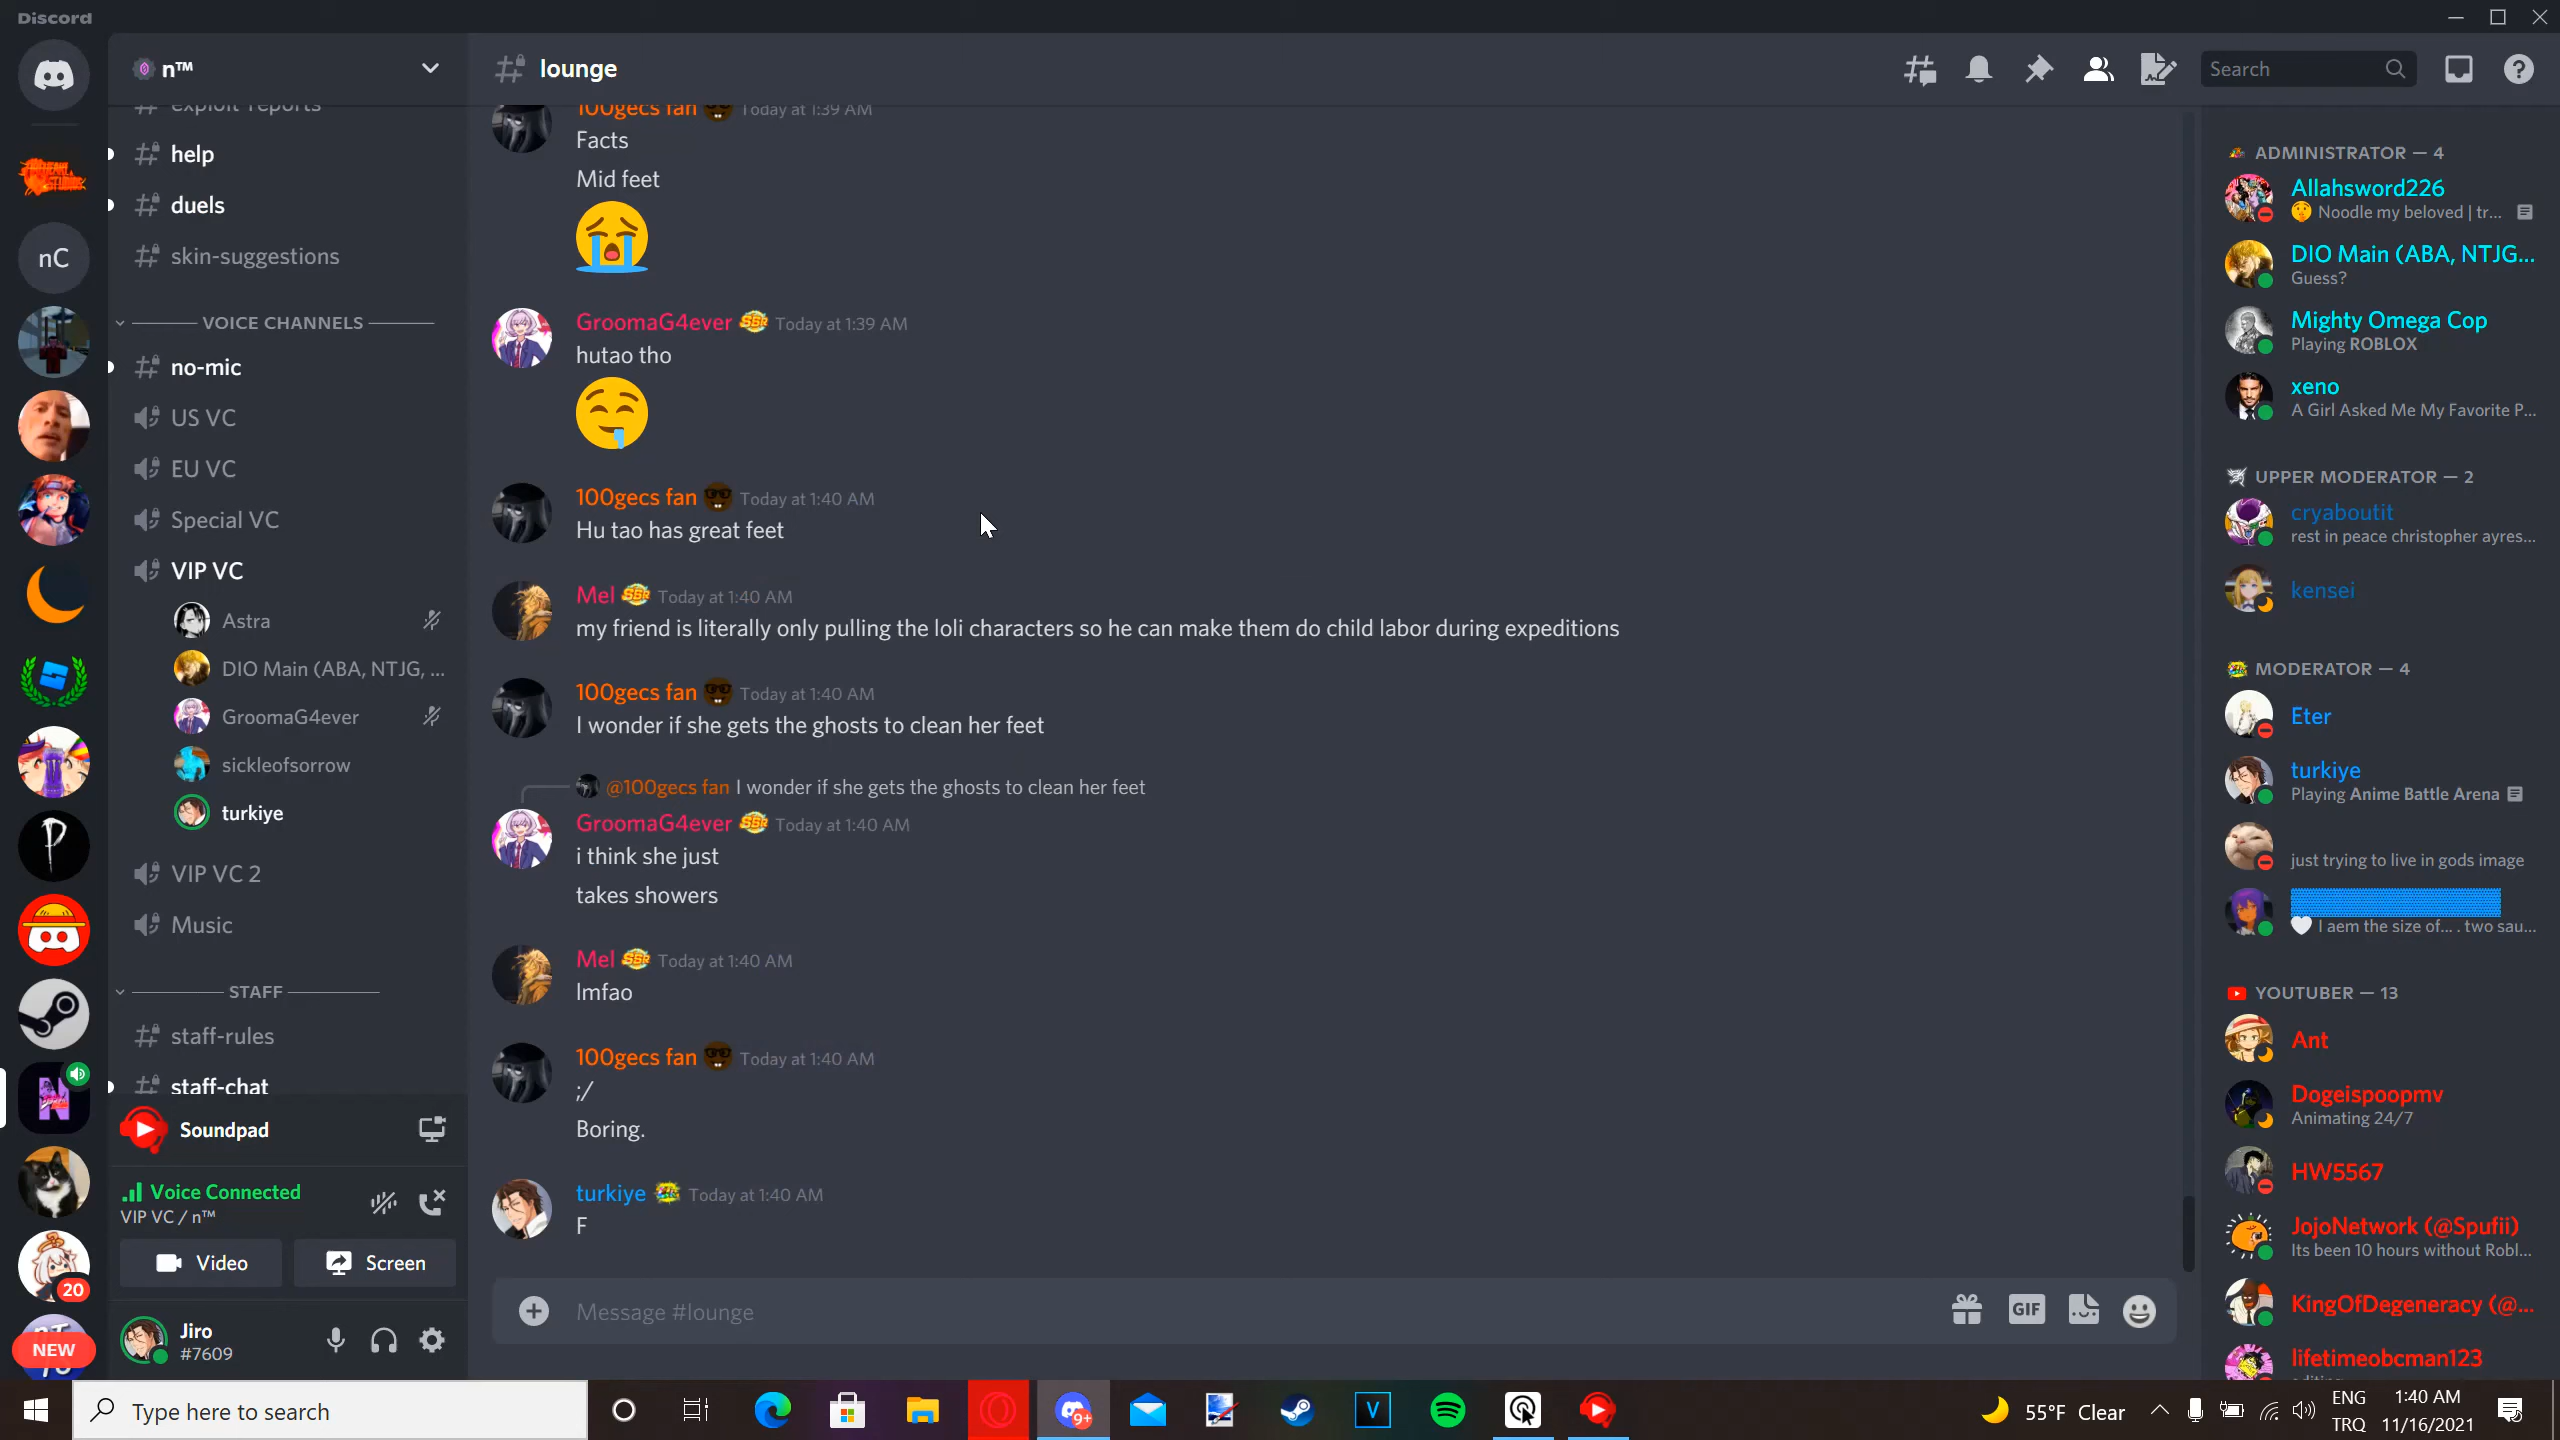 Discord
n™
lounge
Search
exploit-reports
help
duels
skin-suggestions
VOICE CHANNELS
no-mic
US VC
EU VC
Special VC
VIP VC
Astra
DIO Main (ABA, NTJG, ...
GroomaG4ever
sickleofsorrow
turkiye
VIP VC 2
Music
STAFF
staff-rules
staff-chat
Soundpad
Voice Connected
VIP VC / n™
Video
Screen
Jiro
#7609
nC
20
NEW
100gecs fan Today at 1:39 AM
Facts
Mid feet
GroomaG4ever SSR Today at 1:39 AM
hutao tho
100gecs fan Today at 1:40 AM
Hu tao has great feet
Mel SSR Today at 1:40 AM
my friend is literally only pulling the loli characters so he can make them do child labor during expeditions
100gecs fan Today at 1:40 AM
I wonder if she gets the ghosts to clean her feet
@100gecs fan I wonder if she gets the ghosts to clean her feet
GroomaG4ever SSR Today at 1:40 AM
i think she just
takes showers
Mel SSR Today at 1:40 AM
lmfao
100gecs fan Today at 1:40 AM
;/
Boring.
turkiye Today at 1:40 AM
F
Message #lounge
GIF
ADMINISTRATOR — 4
Allahsword226
Noodle my beloved | tr...
DIO Main (ABA, NTJG...
Guess?
Mighty Omega Cop
Playing ROBLOX
xeno
A Girl Asked Me My Favorite P...
UPPER MODERATOR — 2
cryaboutit
rest in peace christopher ayres...
kensei
MODERATOR — 4
Eter
turkiye
Playing Anime Battle Arena
just trying to live in gods image
I aem the size of... . two sau...
YOUTUBER — 13
Ant
Dogeispoopmv
Animating 24/7
HW5567
JojoNetwork (@Spufii)
Its been 10 hours without Robl...
KingOfDegeneracy (@...
lifetimeobcman123
Type here to search
9+
V
55°F Clear
ENG
TRQ
1:40 AM
11/16/2021